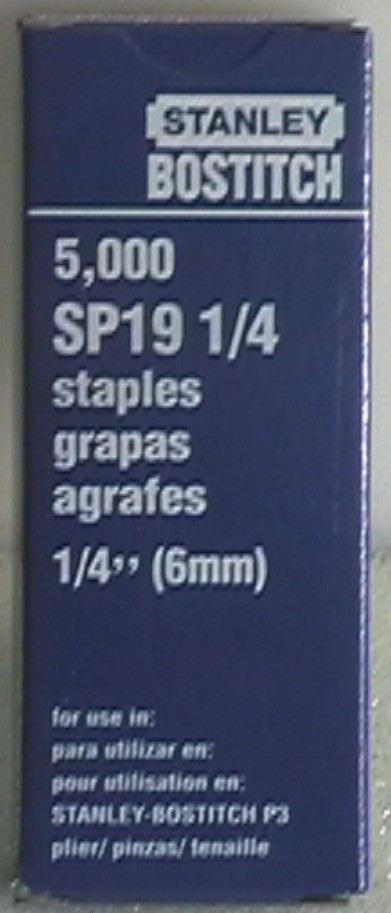 STANLEY
BOSTITCH
5,000
SP19 1/4
staples
grapas
agrafes
1/4’’ (6mm)
for use in:
para utilizar en:
pour utilisation en:
STANLEY-BOSTITCH P3
plier/ pinzas/ tenaille